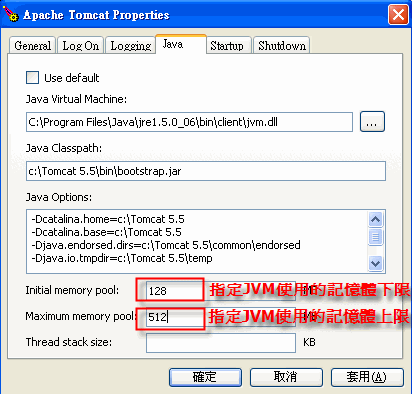 Apache Tomcat Properties
General Log On Logging Java Startup Shutdown
Use default
Java Virtual Machine:
C:\Program Files\Java\jre1.5.0_06\bin\client\jvm.dll ...
Java Classpath:
c:\Tomcat 5.5\bin\bootstrap.jar
Java Options:
-Dcatalina.home=c:\Tomcat 5.5
-Dcatalina.base=c:\Tomcat 5.5
-Djava.endorsed.dirs=c:\Tomcat 5.5\common\endorsed
-Djava.io.tmpdir=c:\Tomcat 5.5\temp
Initial memory pool: 128 指定JVM使用的記憶體下限
Maximum memory pool: 512 指定JVM使用的記憶體上限
Thread stack size: KB
確定 取消 套用(A)